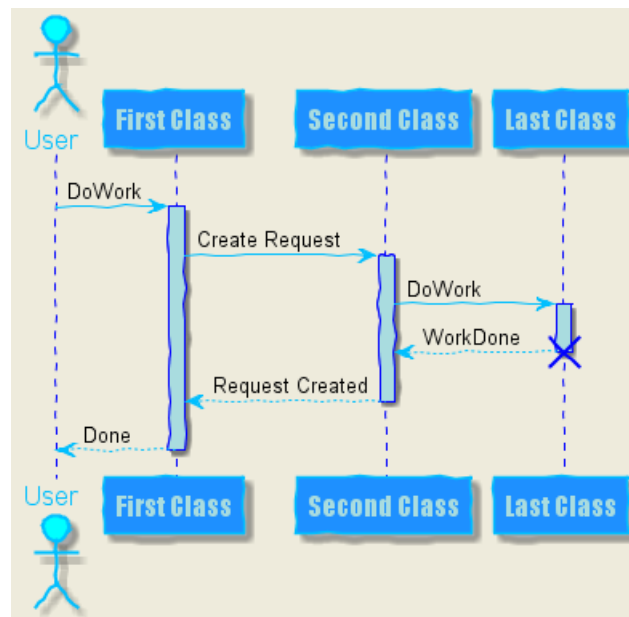 User
First Class
Second Class
Last Class
DoWork
Create Request
DoWork
WorkDone
Request Created
Done
User
First Class
Second Class
Last Class